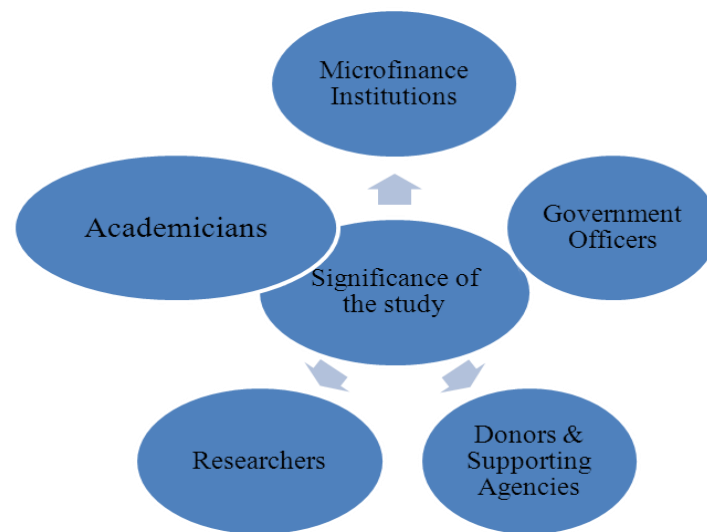 Microfinance
Institutions
Academicians
Government
Officers
Significance of
the study
Researchers
Donors &
Supporting
Agencies